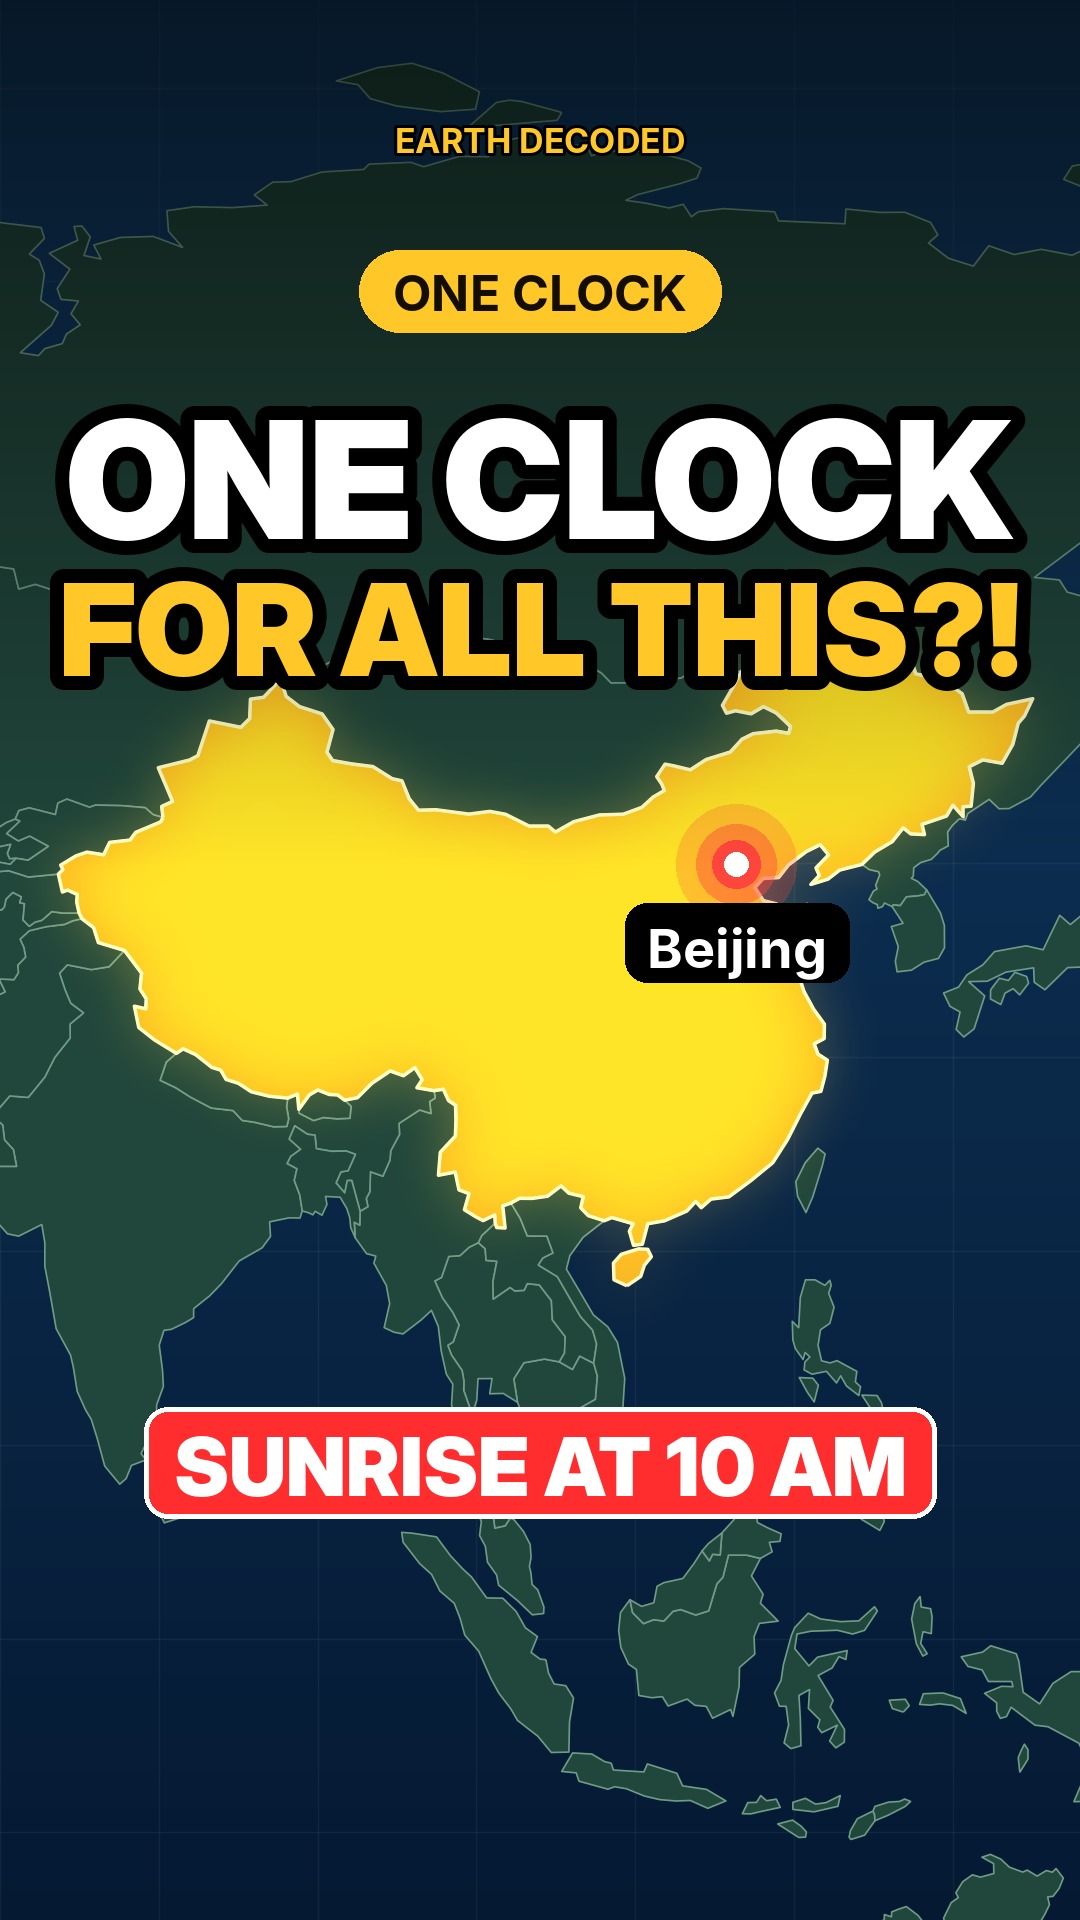 EARTH DECODED
ONE CLOCK
ONE CLOCK
FOR ALL THIS?!
Beijing
SUNRISE AT 10 AM